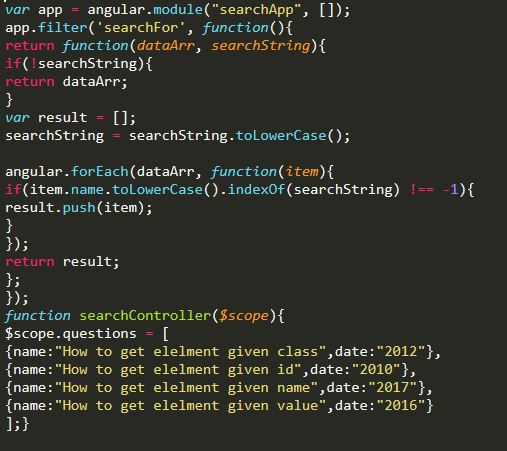 var app = angular.module("searchApp", []);
app.filter('searchFor', function(){
return function(dataArr, searchString){
if(!searchString){
return dataArr;
}
var result = [];
searchString = searchString.toLowerCase();
angular.forEach(dataArr, function(item){
if(item.name.toLowerCase().indexOf(searchString) !== -1){
result.push(item);
}
});
return result;
};
});
function searchController($scope){
$scope.questions = [
{name:"How to get elelment given class",date:"2012"},
{name:"How to get elelment given id",date:"2010"},
{name:"How to get elelment given name",date:"2017"},
{name:"How to get elelment given value",date:"2016"}
];}